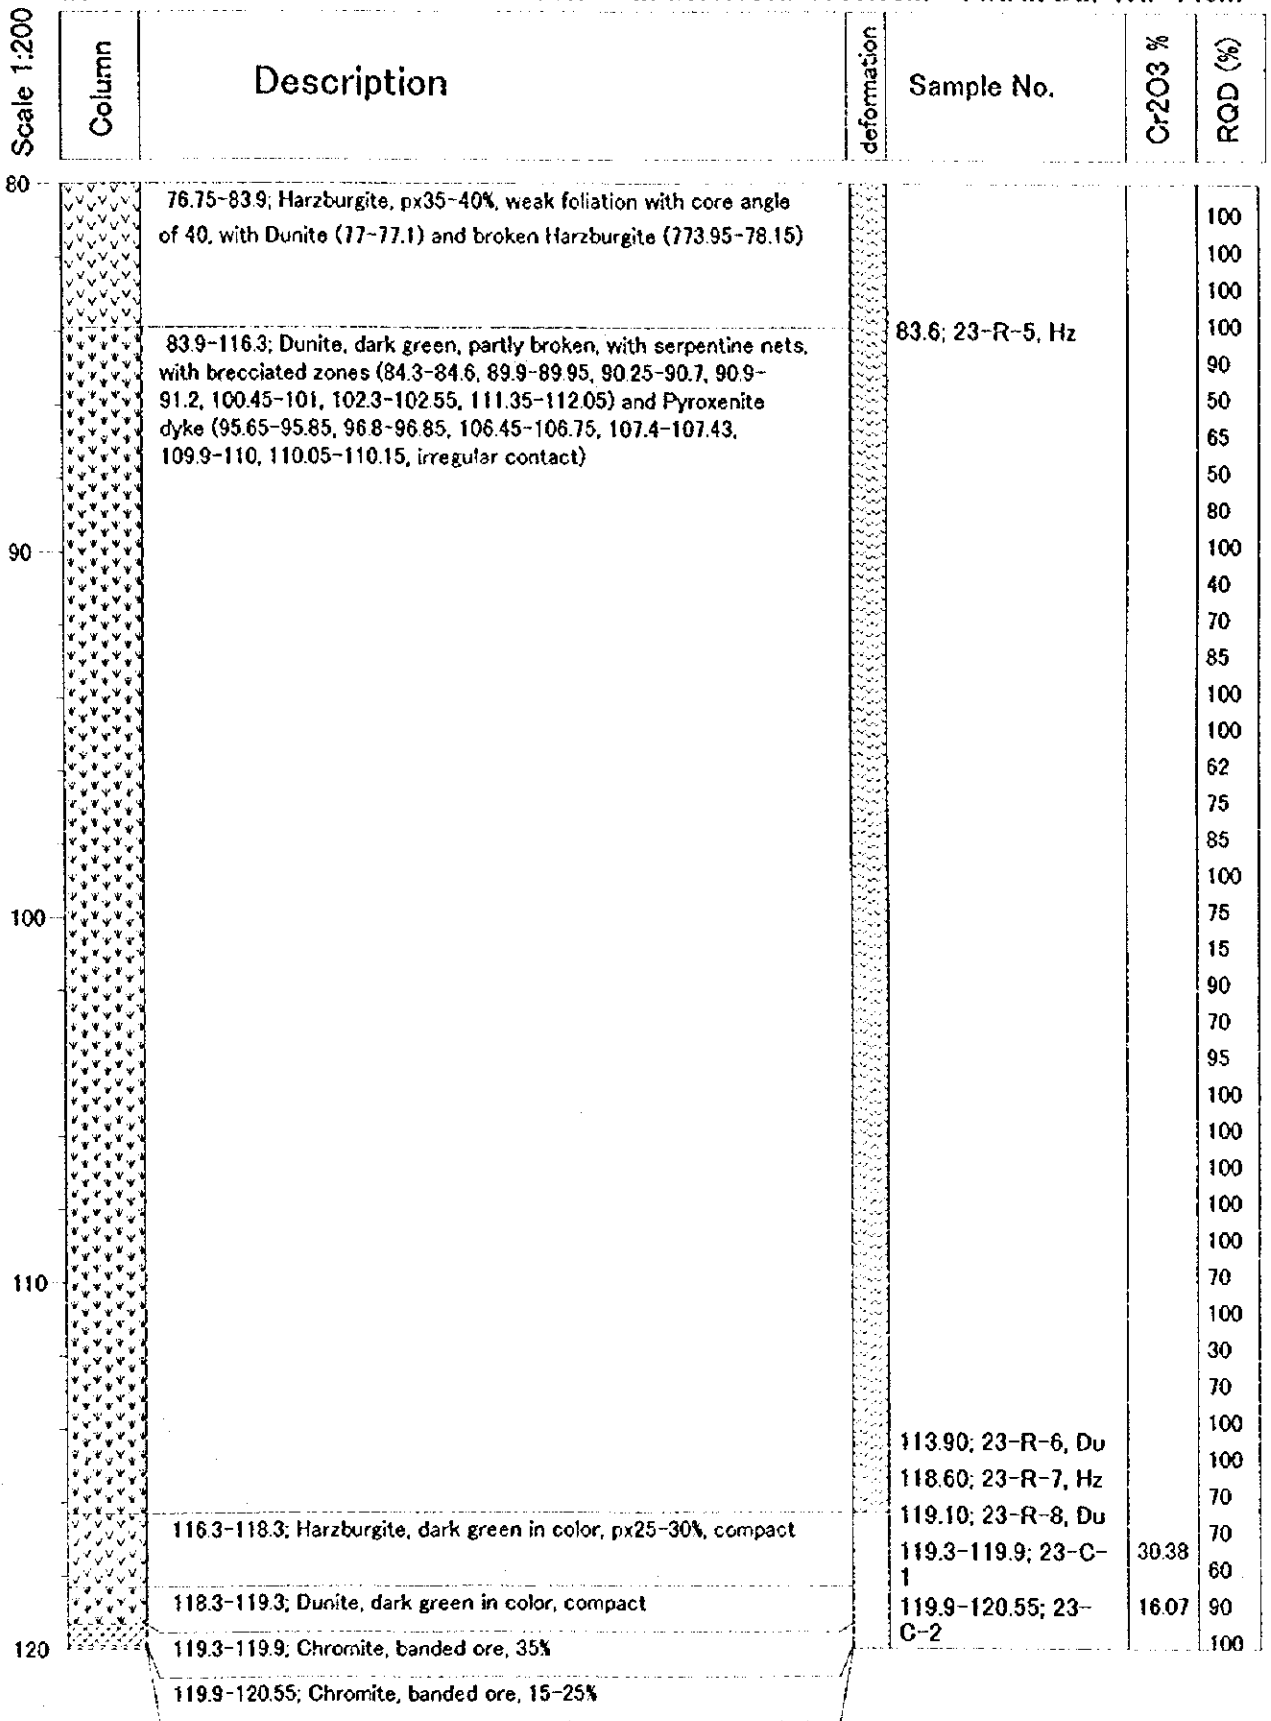 Scale 1:200
Column
Description
deformation
Sample No.
Cr2O3 %
RQD (%)
80
76.75-83.9; Harzburgite, px35-40%, weak foliation with core angle
of 40, with Dunite (77-77.1) and broken Harzburgite (773.95-78.15)
100
100
100
83.6; 23-R-5, Hz
100
83.9-116.3; Dunite, dark green, partly broken, with serpentine nets,
with brecciated zones (84.3-84.6, 89.9-89.95, 90.25-90.7, 90.9-
91.2, 100.45-101, 102.3-102.55, 111.35-112.05) and Pyroxenite
dyke (95.65-95.85, 96.8-96.85, 106.45-106.75, 107.4-107.43,
109.9-110, 110.05-110.15, irregular contact)
90
50
65
50
80
90
100
40
70
85
100
100
62
75
85
100
100
75
15
90
70
95
100
100
100
100
100
110
70
100
30
70
100
113.90; 23-R-6, Du
100
118.60; 23-R-7, Hz
70
119.10; 23-R-8, Du
116.3-118.3; Harzburgite, dark green in color, px25-30%, compact
70
119.3-119.9; 23-C-
1
30.38
60
118.3-119.3; Dunite, dark green in color, compact
119.9-120.55; 23-
C-2
16.07
90
120
119.3-119.9; Chromite, banded ore, 35%
100
119.9-120.55; Chromite, banded ore, 15-25%